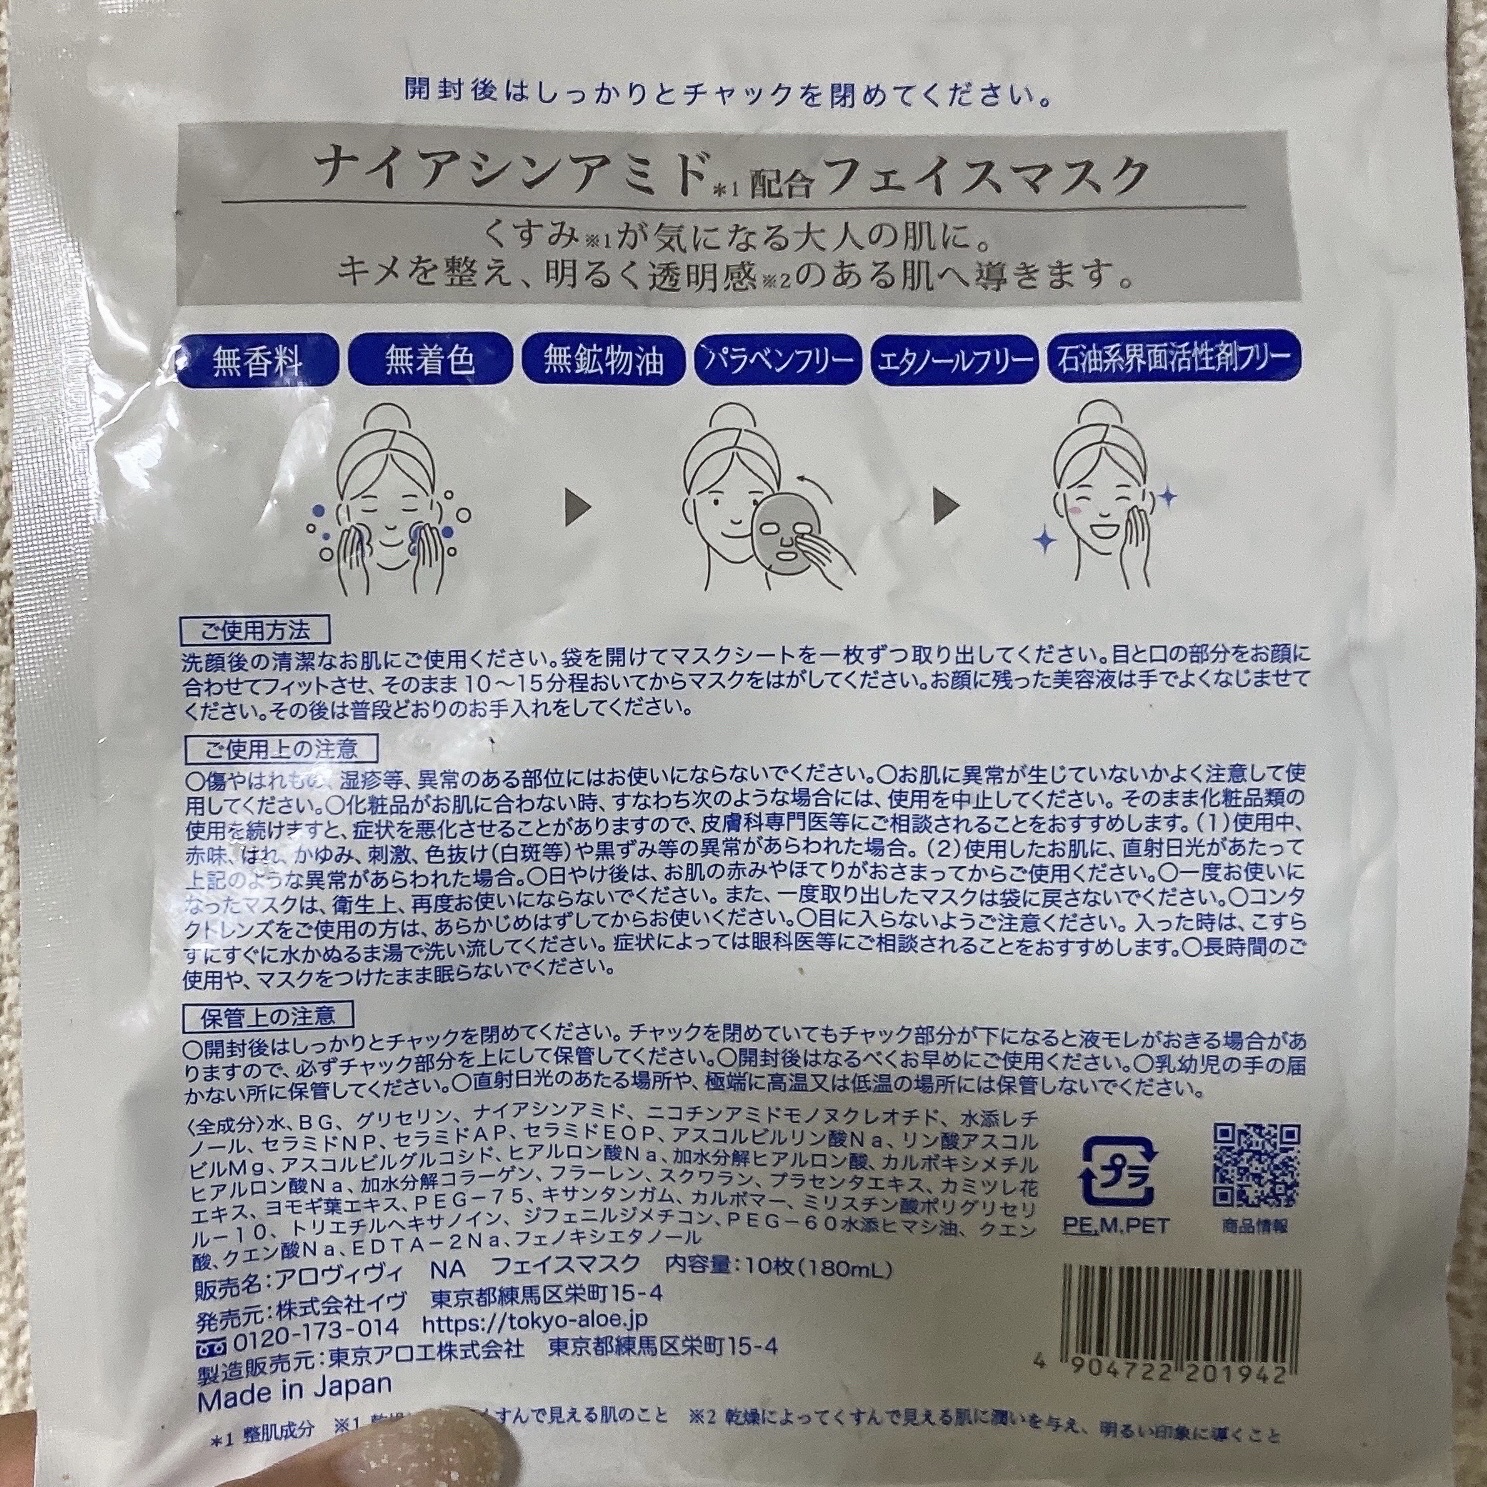 開封後はしっかりとチャックを閉めてください。
ナイアシンアミド*1配合フェイスマスク
くすみ※1が気になる大人の肌に。
キメを整え、明るく透明感※2のある肌へ導きます。
無香料 無着色 無鉱物油 パラベンフリー エタノールフリー 石油系界面活性剤フリー
ご使用方法
洗顔後の清潔なお肌にご使用ください。袋を開けてマスクシートを一枚ずつ取り出してください。目と口の部分をお顔に
合わせてフィットさせ、そのまま10〜15分程おいてからマスクをはがしてください。お顔に残った美容液は手でよくなじませて
ください。その後は普段どおりのお手入れをしてください。
ご使用上の注意
○傷やはれもの、湿疹等、異常のある部位にはお使いにならないでください。○お肌に異常が生じていないかよく注意して使
用してください。○化粧品がお肌に合わない時、すなわち次のような場合には、使用を中止してください。そのまま化粧品類の
使用を続けますと、症状を悪化させることがありますので、皮膚科専門医等にご相談されることをおすすめします。(1)使用中、
赤味、はれ、かゆみ、刺激、色抜け(白斑等)や黒ずみ等の異常があらわれた場合。(2)使用したお肌に、直射日光があたって
上記のような異常があらわれた場合。○日やけ後は、お肌の赤みやほてりがおさまってからご使用ください。○一度お使いに
なったマスクは、衛生上、再度お使いにならないでください。また、一度取り出したマスクは袋に戻さないでください。○コンタ
クトレンズをご使用の方は、あらかじめはずしてからお使いください。○目に入らないようご注意ください。入った時は、こすら
ずにすぐに水かぬるま湯で洗い流してください。症状によっては眼科医等にご相談されることをおすすめします。○長時間のご
使用や、マスクをつけたまま眠らないでください。
保管上の注意
○開封後はしっかりとチャックを閉めてください。チャックを閉めていてもチャック部分が下になると液モレがおきる場合があ
りますので、必ずチャック部分を上にして保管してください。○開封後はなるべくお早めにご使用ください。○乳幼児の手の届
かない所に保管してください。○直射日光のあたる場所や、極端に高温又は低温の場所には保管しないでください。
〈全成分〉水、BG、グリセリン、ナイアシンアミド、ニコチンアミドモノヌクレオチド、水添レチ
ノール、セラミドNP、セラミドAP、セラミドEOP、アスコルビルリン酸Na、リン酸アスコル
ビルMg、アスコルビルグルコシド、ヒアルロン酸Na、加水分解ヒアルロン酸、カルボキシメチル
ヒアルロン酸Na、加水分解コラーゲン、フラーレン、スクワラン、プラセンタエキス、カミツレ花
エキス、ヨモギ葉エキス、PEG-75、キサンタンガム、カルボマー、ミリスチン酸ポリグリセリ
ル-10、トリエチルヘキサノイン、ジフェニルジメチコン、PEG-60水添ヒマシ油、クエン
酸、クエン酸Na、EDTA-2Na、フェノキシエタノール
プラ
PE,M,PET
商品情報
販売名:アロヴィヴィ NA フェイスマスク 内容量:10枚(180mL)
発売元:株式会社イヴ 東京都練馬区栄町15-4
0120-173-014 https://tokyo-aloe.jp
製造販売元:東京アロエ株式会社 東京都練馬区栄町15-4
Made in Japan
4 904722 201942
*1 整肌成分 ※1 すんで見える肌のこと ※2 乾燥によってくすんで見える肌に潤いを与え、明るい印象に導くこと